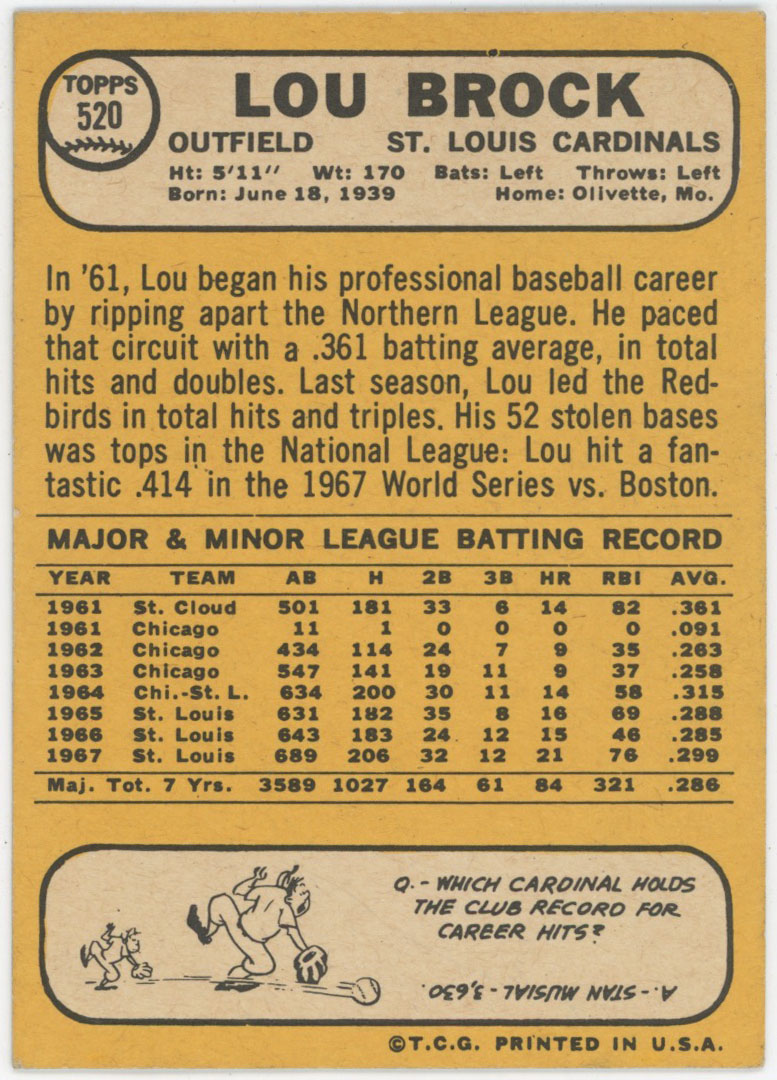 TOPPS
520
LOU BROCK
OUTFIELD ST. LOUIS CARDINALS
Ht: 5'11" Wt: 170 Bats: Left Throws: Left
Born: June 18, 1939 Home: Olivette, Mo.
In '61, Lou began his professional baseball career
by ripping apart the Northern League. He paced
that circuit with a .361 batting average, in total
hits and doubles. Last season, Lou led the Red-
birds in total hits and triples. His 52 stolen bases
was tops in the National League: Lou hit a fan-
tastic .414 in the 1967 World Series vs. Boston.
MAJOR & MINOR LEAGUE BATTING RECORD
YEAR TEAM AB H 2B 3B HR RBI AVG.
1961 St. Cloud 501 181 33 6 14 82 .361
1961 Chicago 11 1 0 0 0 0 .091
1962 Chicago 434 114 24 7 9 35 .263
1963 Chicago 547 141 19 11 9 37 .258
1964 Chi.-St. L. 634 200 30 11 14 58 .315
1965 St. Louis 631 182 35 8 16 69 .288
1966 St. Louis 643 183 24 12 15 46 .285
1967 St. Louis 689 206 32 12 21 76 .299
Maj. Tot. 7 Yrs. 3589 1027 164 61 84 321 .286
Q.- WHICH CARDINAL HOLDS
THE CLUB RECORD FOR
CAREER HITS?
A.- STAN MUSIAL - 3,630.
©T.C.G. PRINTED IN U.S.A.